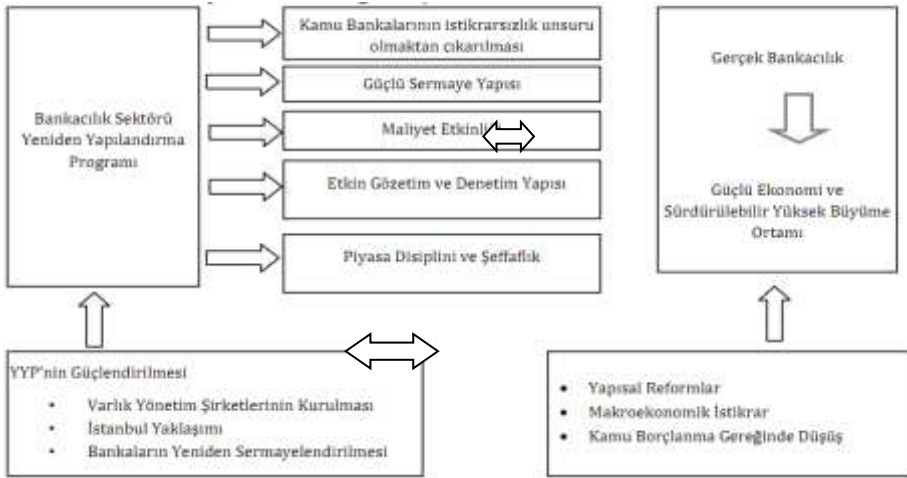 Bankacılık Sektörü
Yeniden Yapılandırma
Programı
Kamu Bankalarının istikrarsızlık unsuru
olmaktan çıkarılması
Güçlü Sermaye Yapısı
Maliyet
Etkin Gözetim ve Denetim Yapısı
Piyasa Disiplini ve Şeffaflık
Gerçek Bankacılık
Güçlü Ekonomi ve
Sürdürülebilir Yüksek Büyüme
Ortamı
YYP'nin Güçlendirilmesi
• Varlık Yönetim Şirketlerinin Kurulması
• İstanbul Yaklaşımı
• Bankaların Yeniden Sermayelendirilmesi
• Yapısal Reformlar
• Makroekonomik İstikrar
• Kamu Borçlanma Gereğinde Düşüş